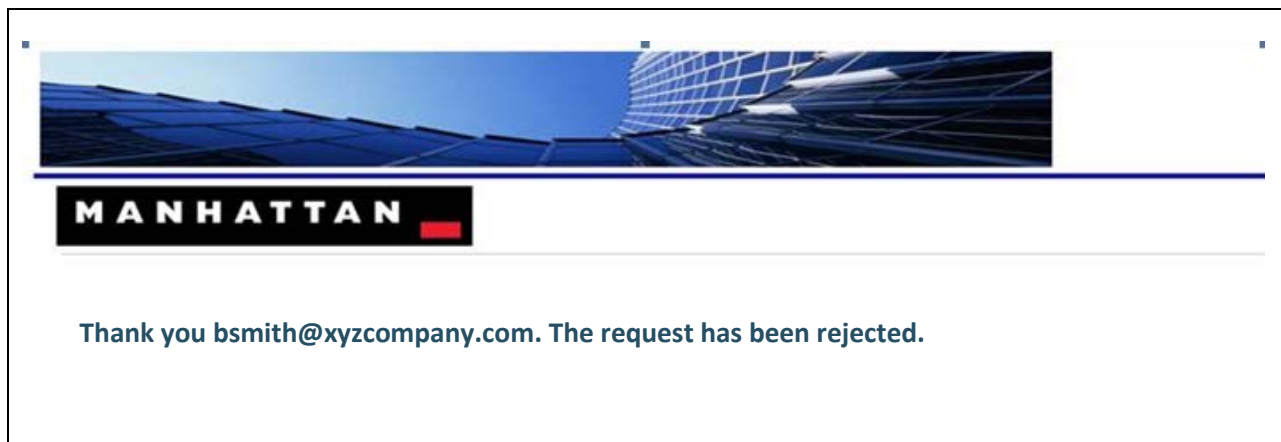 MANHATTAN
Thank you bsmith@xyzcompany.com. The request has been rejected.